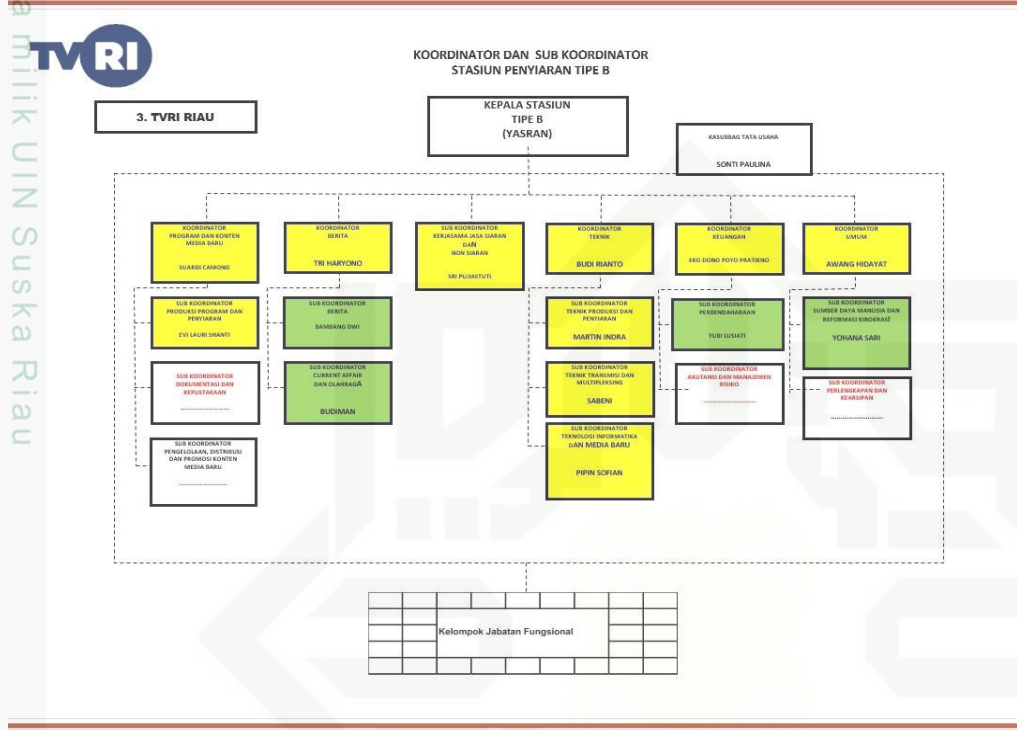 a milik UIN Suska Riau
TVRI
KOORDINATOR DAN SUB KOORDINATOR
STASIUN PENYIARAN TIPE B
3. TVRI RIAU
KEPALA STASIUN
TIPE B
(YASRAN)
KASUBBAG TATA USAHA
SONTI PAULINA
KOORDINATOR
PROGRAM DAN KONTEN
MEDIA BARU
SUARDI CAMONG
KOORDINATOR
BERITA
TRI HARYONO
SUB KOORDINATOR
KERJASAMA JASA SIARAN
DAN
NON SIARAN
SRI PUJIASTUTI
KOORDINATOR
TEKNIK
BUDI RIANTO
KOORDINATOR
KEUANGAN
EKO DONO POYO PRATIKNO
KOORDINATOR
UMUM
AWANG HIDAYAT
SUB KOORDINATOR
PRODUKSI PROGRAM DAN
PENYIARAN
EVI LAURI SHANTI
SUB KOORDINATOR
BERITA
BAMBANG DWI
SUB KOORDINATOR
TEKNIK PRODUKSI DAN
PENYIARAN
MARTIN INDRA
SUB KOORDINATOR
PERBENDAHARAAN
YUBI LUSIATI
SUB KOORDINATOR
SUMBER DAYA MANUSIA DAN
REFORMASI BIROKRASI
YOHANA SARI
SUB KOORDINATOR
DOKUMENTASI DAN
KEPUSTAKAAN
SUB KOORDINATOR
CURRENT AFFAIR
DAN OLAHRAGA
BUDIMAN
SUB KOORDINATOR
TEKNIK TRANSMISI DAN
MULTIPLEKSING
SABENI
SUB KOORDINATOR
AKUTANSI DAN MANAJEMEN
RISIKO
SUB KOORDINATOR
PERLENGKAPAN DAN
KEARSIPAN
SUB KOORDINATOR
PENGELOLAAN, DISTRIBUSI
DAN PROMOSI KONTEN
MEDIA BARU
SUB KOORDINATOR
TEKNOLOGI INFORMATIKA
DAN MEDIA BARU
PIPIN SOFIAN
Kelompok Jabatan Fungsional